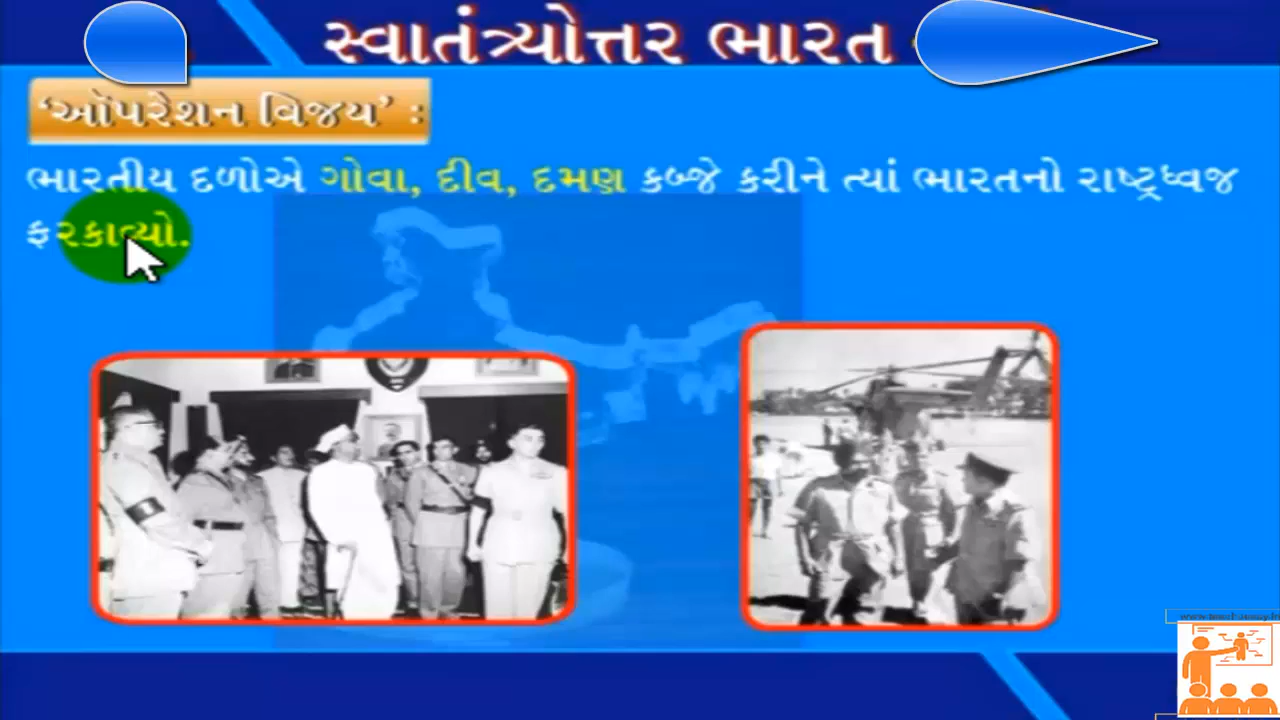 સ્વાતંત્ર્યોત્તર ભારત
‘ઑપરેશન વિજય’ :
ભારતીય દળોએ ગોવા, દીવ, દમણ કબ્જે કરીને ત્યાં ભારતનો રાષ્ટ્રધ્વજ
ફરકાવ્યો.